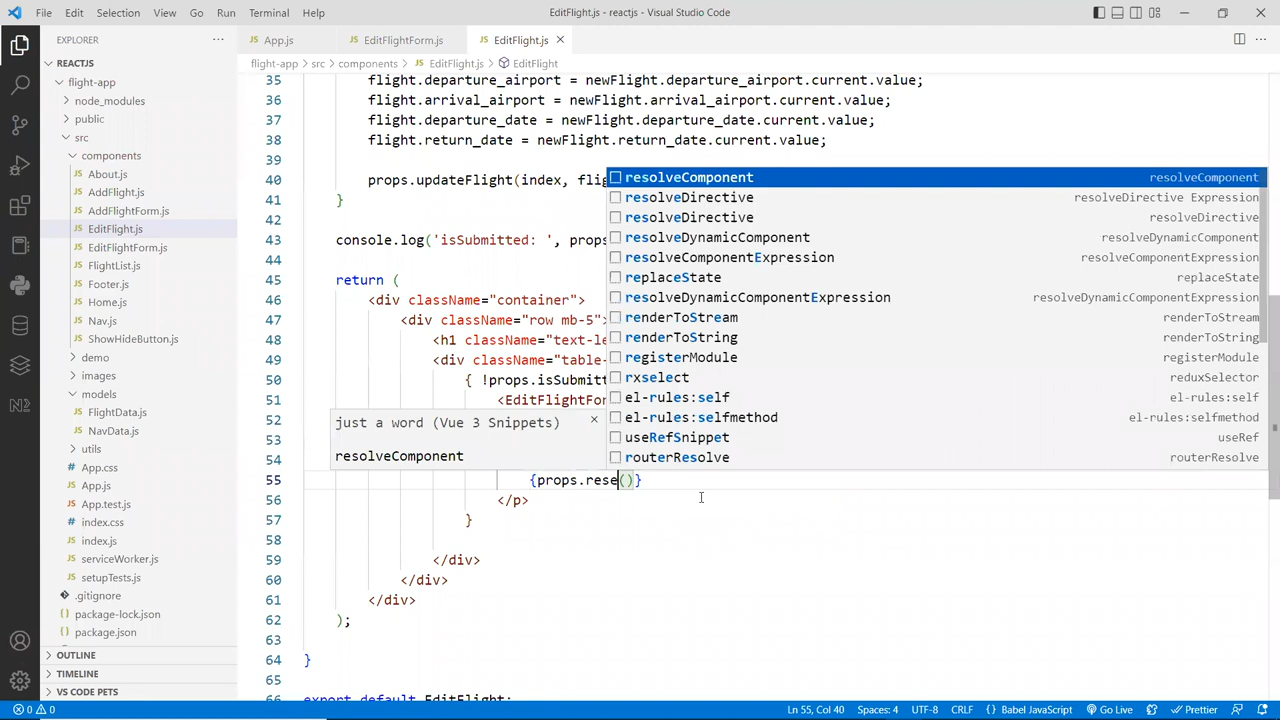 File Edit Selection View Go Run Terminal Help
EditFlight.js - reactjs - Visual Studio Code
EXPLORER
REACTJS
flight-app
node_modules
public
src
components
About.js
AddFlight.js
AddFlightForm.js
EditFlight.js
EditFlightForm.js
FlightList.js
Footer.js
Home.js
Nav.js
ShowHideButton.js
demo
images
models
FlightData.js
NavData.js
utils
App.css
App.js
App.test.js
index.css
index.js
serviceWorker.js
setupTests.js
.gitignore
package-lock.json
package.json
OUTLINE
TIMELINE
VS CODE PETS
App.js EditFlightForm.js EditFlight.js
flight-app > src > components > EditFlight.js > EditFlight
35 flight.departure_airport = newFlight.departure_airport.current.value;
36 flight.arrival_airport = newFlight.arrival_airport.current.value;
37 flight.departure_date = newFlight.departure_date.current.value;
38 flight.return_date = newFlight.return_date.current.value;
39
40 props.updateFlight(index, flig
41 }
42
43 console.log('isSubmitted: ', props
44
45 return (
46 <div className="container">
47 <div className="row mb-5">
48 <h1 className="text-le
49 <div className="table-
50 { !props.isSubmitt
51 <EditFlightFor
52
53
54
55 {props.rese()}
56 </p>
57 }
58
59 </div>
60 </div>
61 </div>
62 );
63
64 }
65
66 export default EditFlight;
resolveComponent resolveComponent
resolveDirective resolveDirective Expression
resolveDirective resolveDirective
resolveDynamicComponent resolveDynamicComponent
resolveComponentExpression resolveComponentExpression
replaceState replaceState
resolveDynamicComponentExpression resolveDynamicComponentExpression
renderToStream renderToStream
renderToString renderToString
registerModule registerModule
rxselect reduxSelector
el-rules:self el-rules:self
el-rules:selfmethod el-rules:selfmethod
useRefSnippet useRef
routerResolve routerResolve
just a word (Vue 3 Snippets)
resolveComponent
0 0
Ln 55, Col 40 Spaces: 4 UTF-8 CRLF {} Babel JavaScript Go Live Prettier